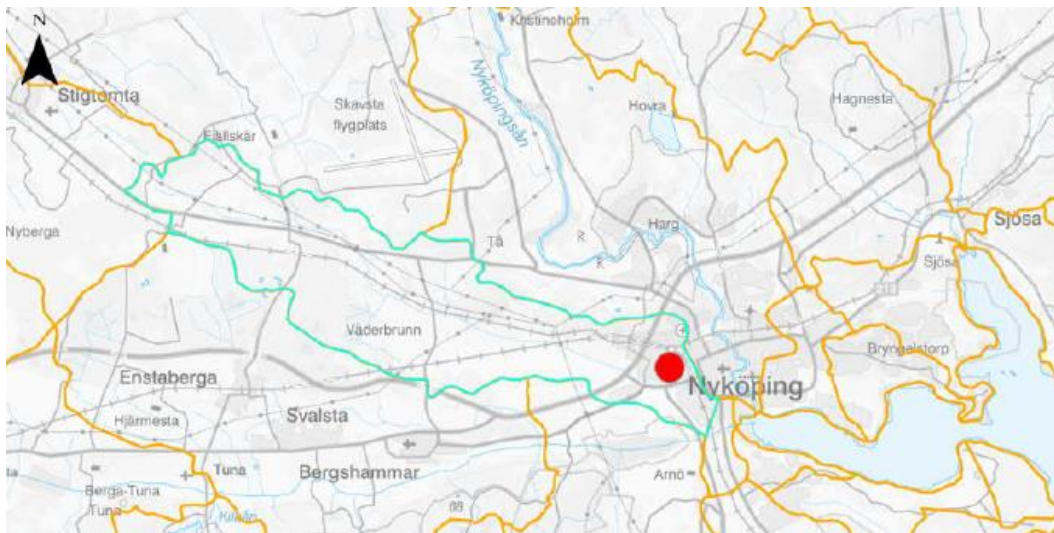 N
Kristineholm
Stigtomta
Skavsta
flygplats
Nyköpingsån
Hovra
Hagnesta
Nyberga
Tå
Harg
Sjösa
Sjösa
Väderbrunn
Bryngelstorp
Enstaberga
Nyköping
Hjärmesta
Svalsta
Tuna
Bergshammar
Arnö
Berga-Tuna
Tuna